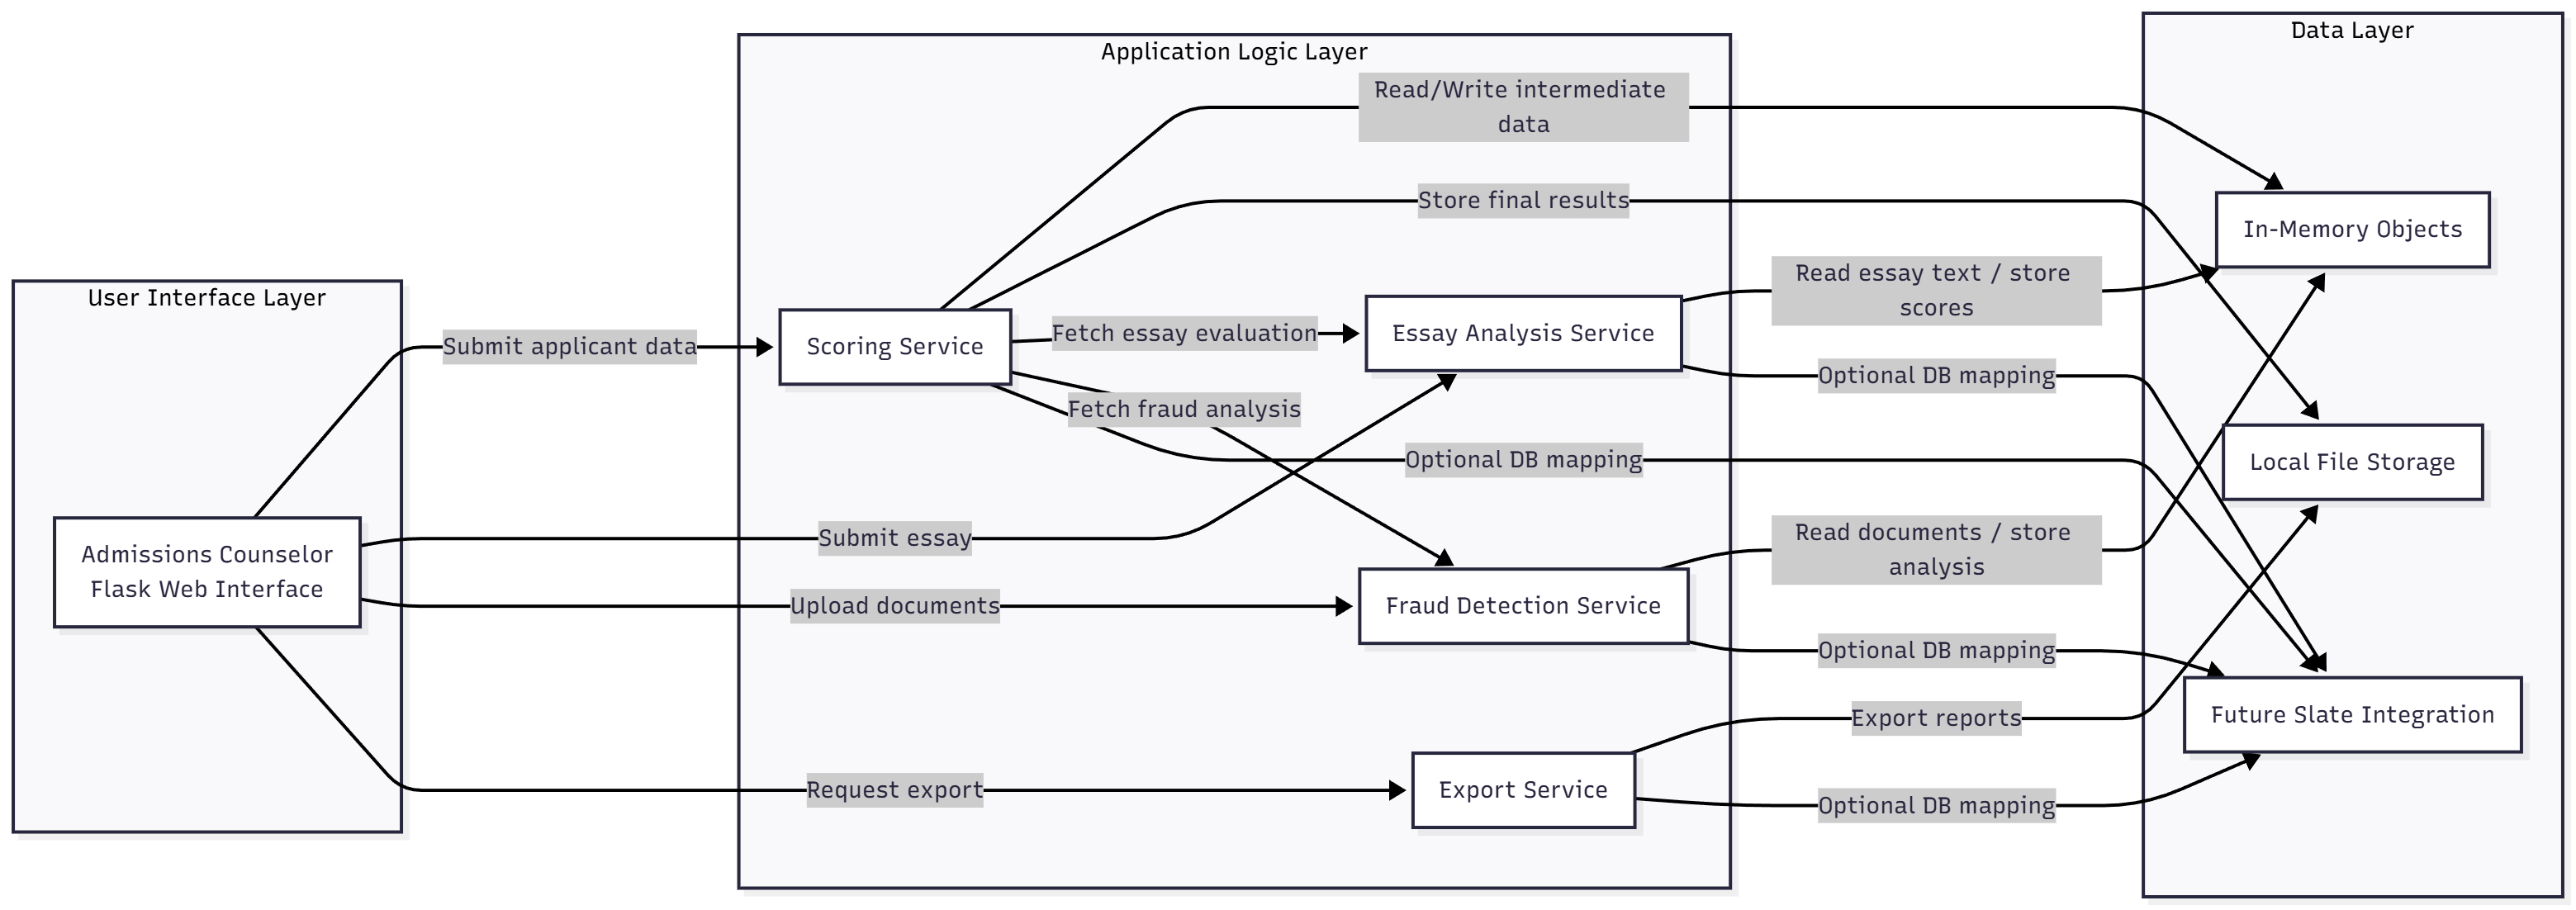 User Interface Layer
Admissions Counselor
Flask Web Interface
Submit applicant data
Submit essay
Upload documents
Request export
Application Logic Layer
Read/Write intermediate
data
Store final results
Scoring Service
Fetch essay evaluation
Essay Analysis Service
Fetch fraud analysis
Optional DB mapping
Fraud Detection Service
Export Service
Read essay text / store
scores
Optional DB mapping
Read documents / store
analysis
Optional DB mapping
Export reports
Optional DB mapping
Data Layer
In-Memory Objects
Local File Storage
Future Slate Integration